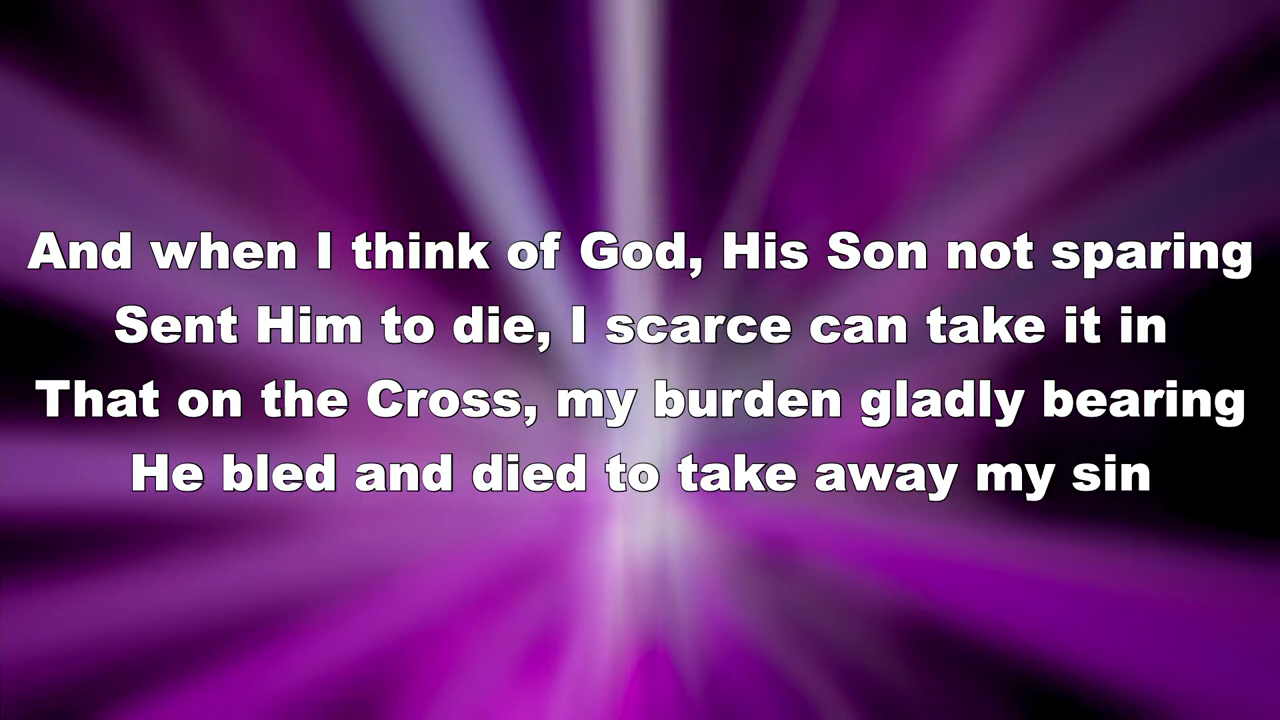 And when I think of God, His Son not sparing
Sent Him to die, I scarce can take it in
That on the Cross, my burden gladly bearing
He bled and died to take away my sin